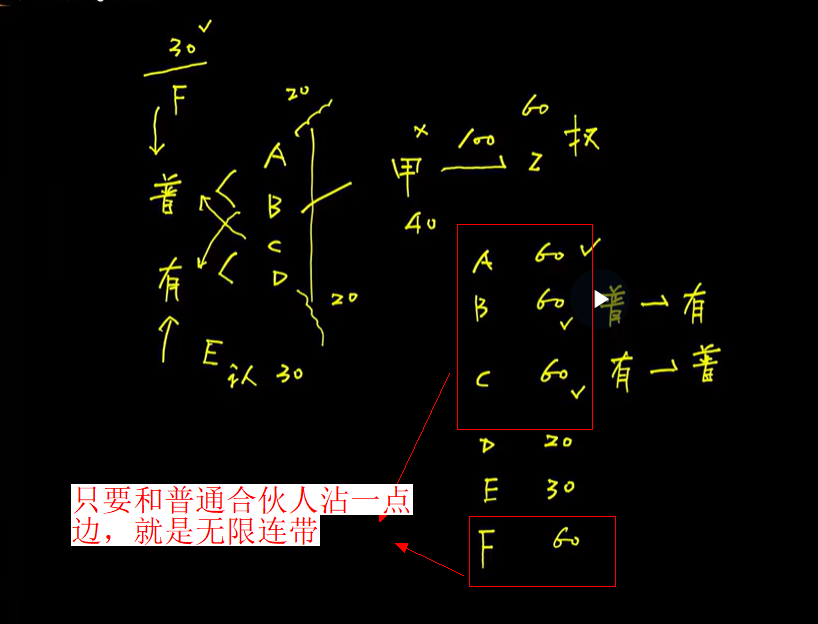 30✓
F
普
有
E认 30
20
A
B
C
D
20
× 甲 100 乙 60 权
40
A 60 ✓
B 60 ✓ 普→有
C 60 ✓ 有→普
D 20
E 30
F 60
只要和普通合伙人沾一点
边，就是无限连带